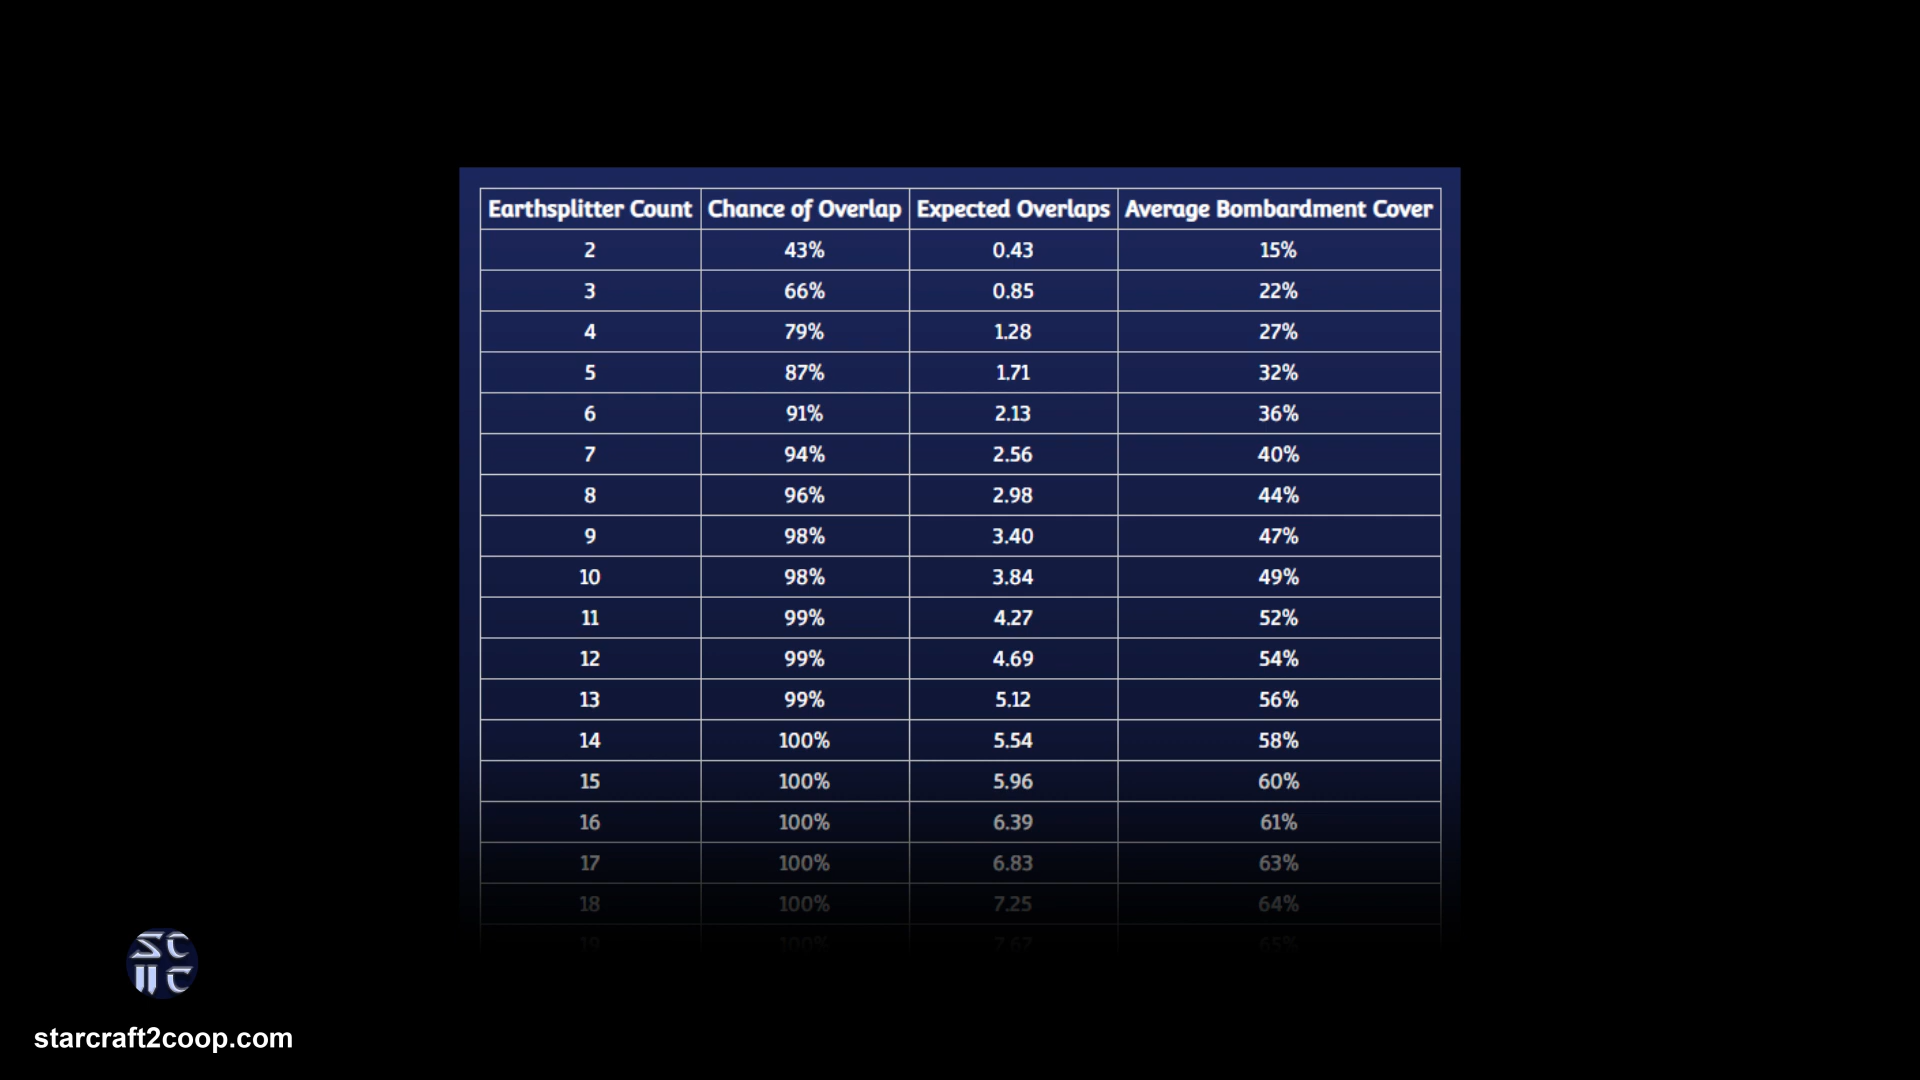 Earthsplitter Count Chance of Overlap Expected Overlaps Average Bombardment Cover
2 43% 0.43 15%
3 66% 0.85 22%
4 79% 1.28 27%
5 87% 1.71 32%
6 91% 2.13 36%
7 94% 2.56 40%
8 96% 2.98 44%
9 98% 3.40 47%
10 98% 3.84 49%
11 99% 4.27 52%
12 99% 4.69 54%
13 99% 5.12 56%
14 100% 5.54 58%
15 100% 5.96 60%
16 100% 6.39 61%
17 100% 6.83 63%
18 100% 7.25 64%
19 100% 7.67 65%
SC
IIC
starcraft2coop.com